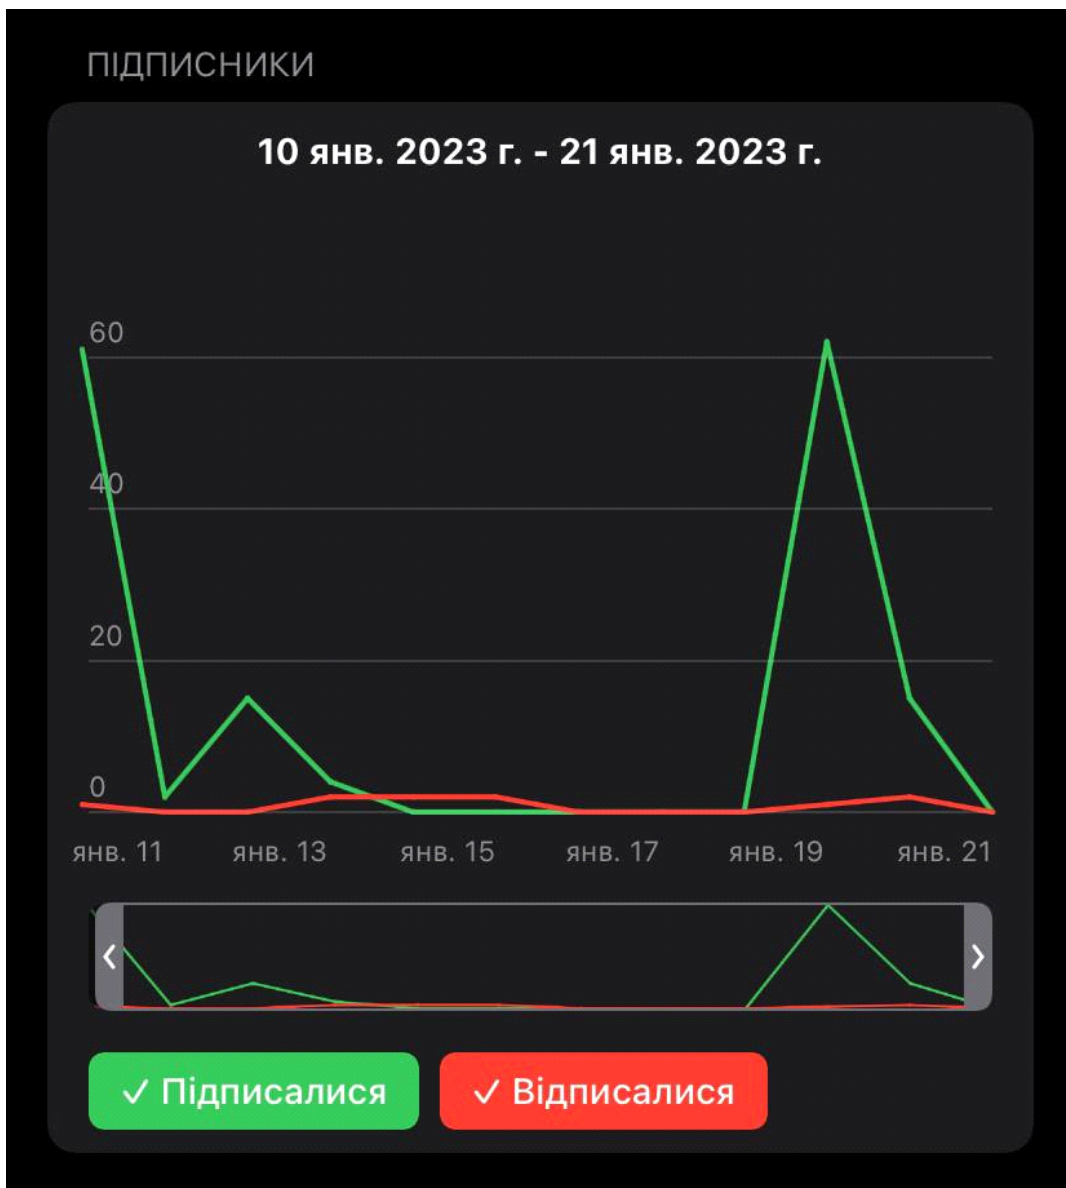 ПІДПИСНИКИ
10 янв. 2023 г. - 21 янв. 2023 г.
60
40
20
0
янв. 11 янв. 13 янв. 15 янв. 17 янв. 19 янв. 21
Підписалися Відписалися